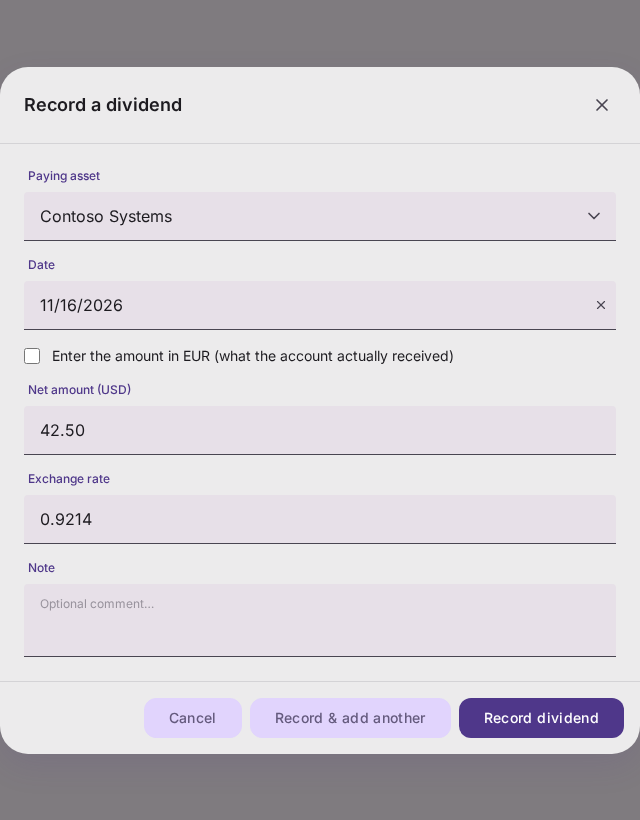 Record a dividend
Paying asset
Contoso Systems
Date
11/16/2026
Enter the amount in EUR (what the account actually received)
Net amount (USD)
42.50
Exchange rate
0.9214
Note
Optional comment...
Cancel
Record & add another
Record dividend